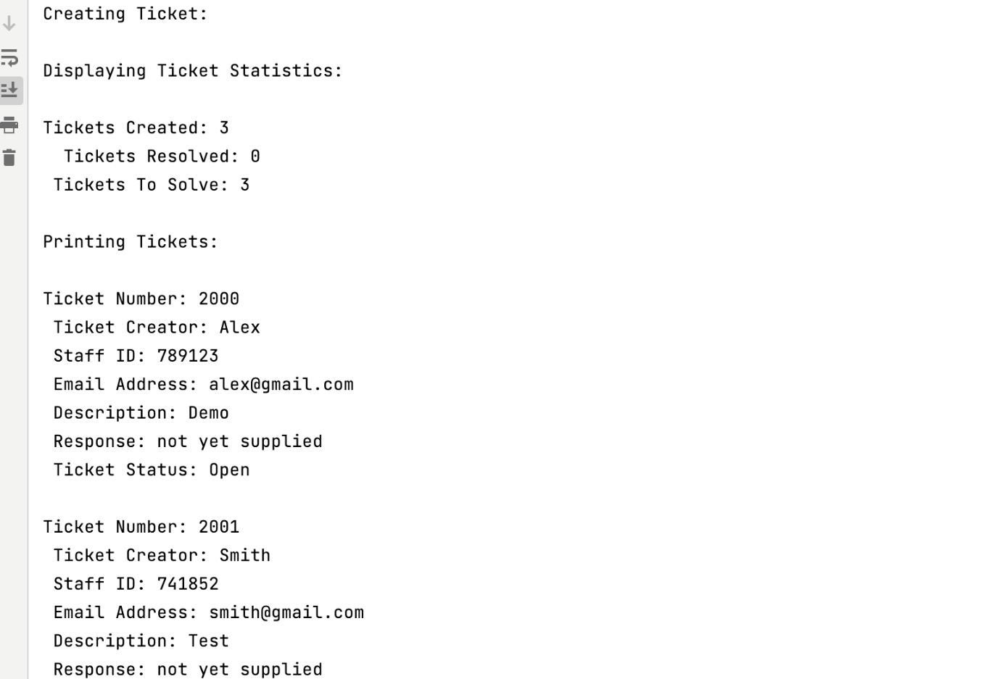 Creating Ticket:
Displaying Ticket Statistics:
Tickets Created: 3
Tickets Resolved: 0
Tickets To Solve: 3
Printing Tickets:
Ticket Number: 2000
Ticket Creator: Alex
Staff ID: 789123
Email Address: alex@gmail.com
Description: Demo
Response: not yet supplied
Ticket Status: Open
Ticket Number: 2001
Ticket Creator: Smith
Staff ID: 741852
Email Address: smith@gmail.com
Description: Test
Response: not yet supplied